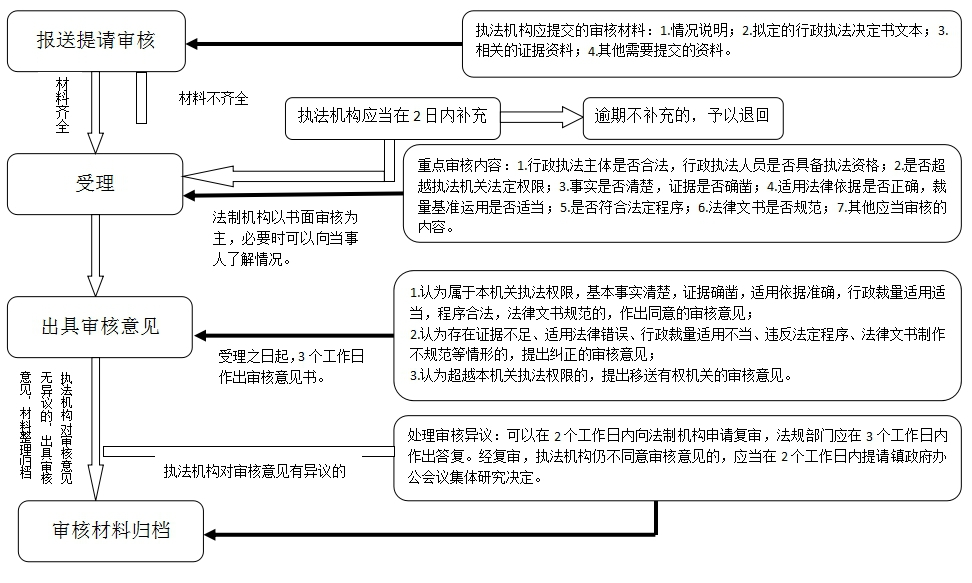 报送提请审核
执法机构应提交的审核材料：1.情况说明；2.拟定的行政执法决定书文本；3.
相关的证据资料；4.其他需要提交的资料。
材料齐全
材料不齐全
执法机构应当在 2 日内补充
逾期不补充的，予以退回
受理
重点审核内容：1.行政执法主体是否合法，行政执法人员是否具备执法资格；2.是否超
越执法机关法定权限；3.事实是否清楚，证据是否确凿；4.适用法律依据是否正确，裁
量基准运用是否适当；5.是否符合法定程序；6.法律文书是否规范；7.其他应当审核的
内容。
法制机构以书面审核为
主，必要时可以向当事
人了解情况。
出具审核意见
1.认为属于本机关执法权限，基本事实清楚，证据确凿，适用依据准确，行政裁量适用适
当，程序合法，法律文书规范的，作出同意的审核意见；
2.认为存在证据不足、适用法律错误、行政裁量适用不当、违反法定程序、法律文书制作
不规范等情形的，提出纠正的审核意见；
3.认为超越本机关执法权限的，提出移送有权机关的审核意见。
受理之日起，3 个工作日
作出审核意见书。
执法机构对审核意见
无异议的，出具审核
意见，材料整理归档
执法机构对审核意见有异议的
处理审核异议：可以在 2 个工作日内向法制机构申请复审，法规部门应在 3 个工作日内
作出答复。经复审，执法机构仍不同意审核意见的，应当在 2 个工作日内提请镇政府办
公会议集体研究决定。
审核材料归档